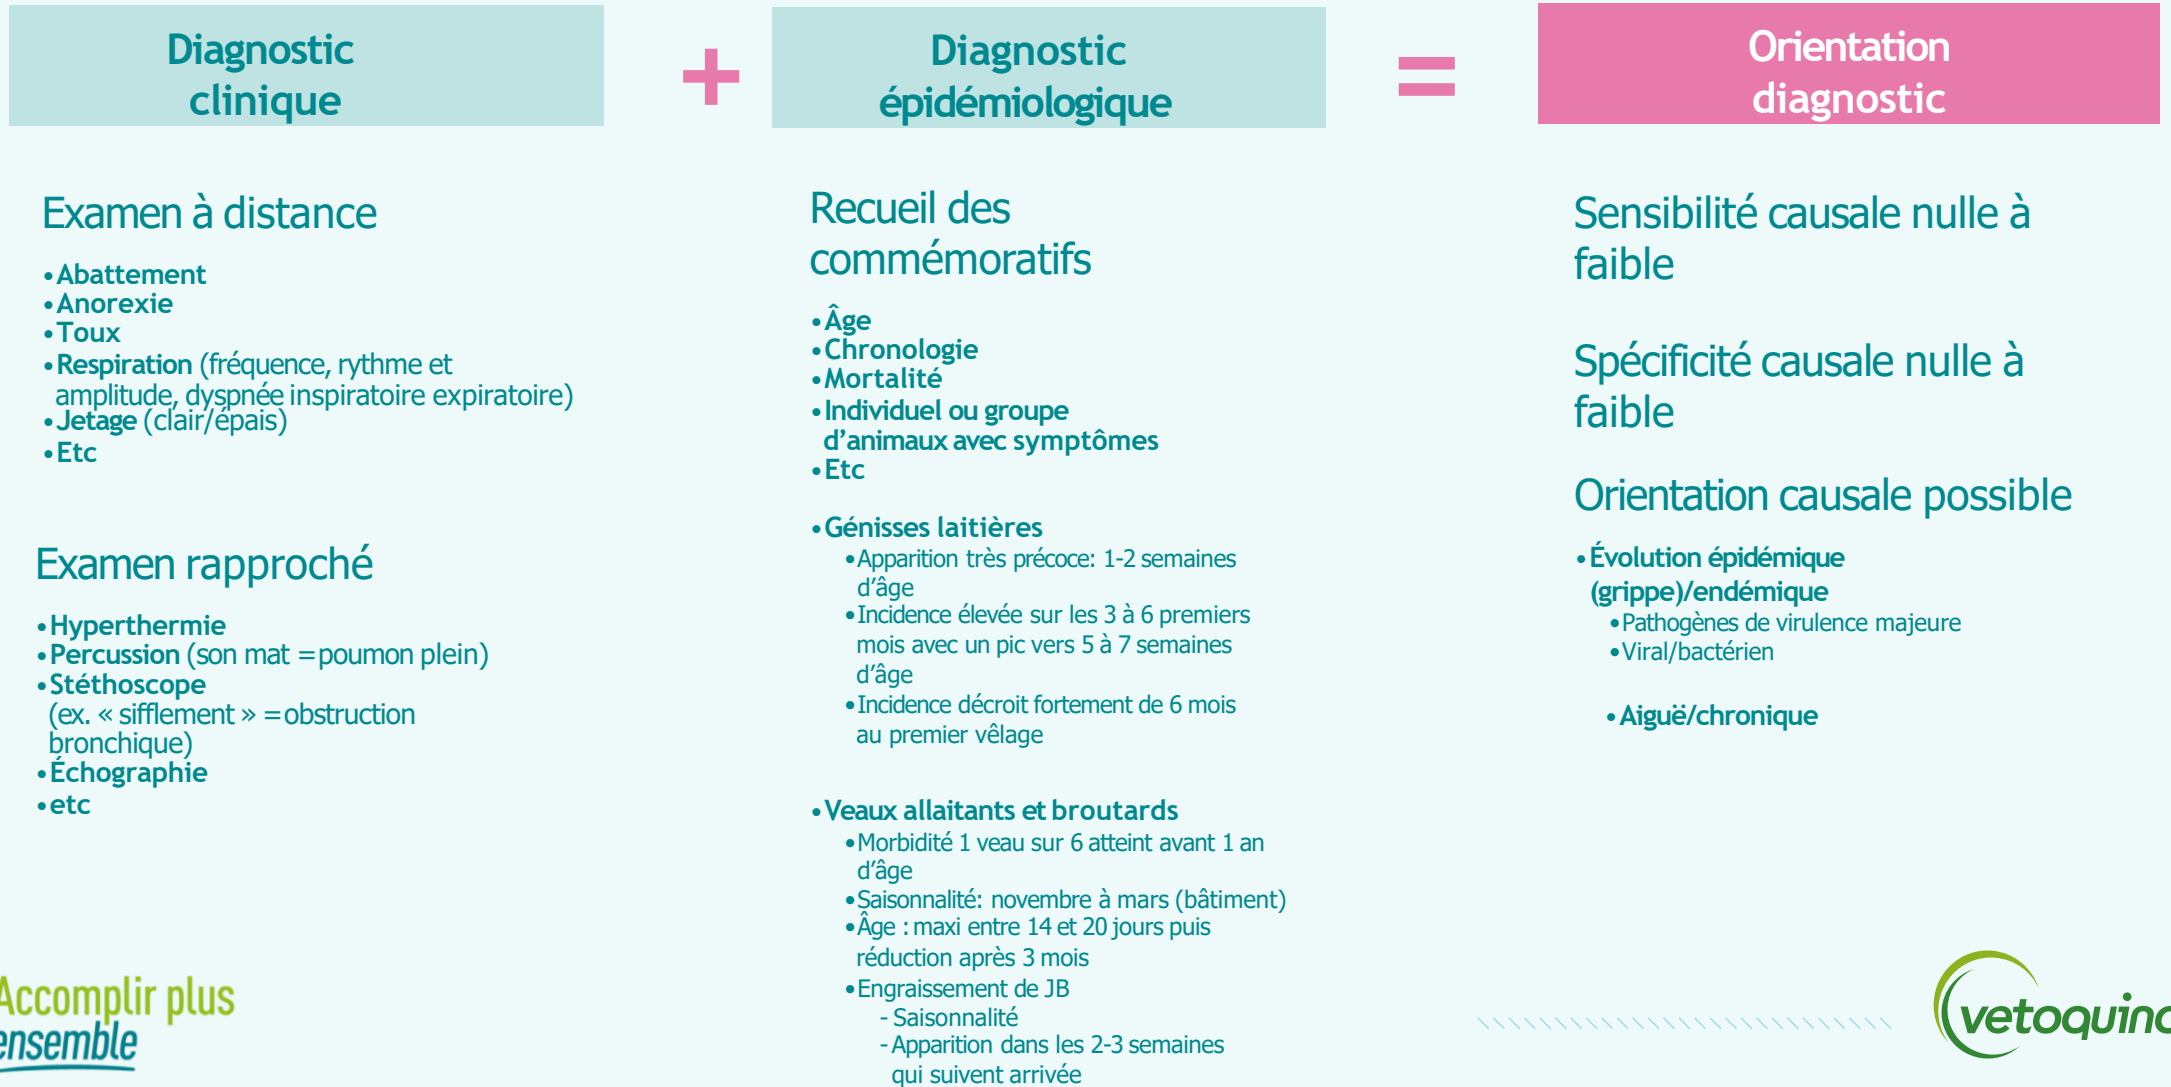 Diagnostic
clinique
+
Diagnostic
épidémiologique
=
Orientation
diagnostic
Examen à distance
•Abattement
•Anorexie
•Toux
•Respiration (fréquence, rythme et
amplitude, dyspnée inspiratoire expiratoire)
•Jetage (clair/épais)
•Etc
Examen rapproché
•Hyperthermie
•Percussion (son mat = poumon plein)
•Stéthoscope
(ex. « sifflement » = obstruction
bronchique)
•Échographie
•etc
Recueil des
commémoratifs
•Âge
•Chronologie
•Mortalité
•Individuel ou groupe
d’animaux avec symptômes
•Etc
•Génisses laitières
•Apparition très précoce: 1-2 semaines
d’âge
•Incidence élevée sur les 3 à 6 premiers
mois avec un pic vers 5 à 7 semaines
d’âge
•Incidence décroit fortement de 6 mois
au premier vêlage
•Veaux allaitants et broutards
•Morbidité 1 veau sur 6 atteint avant 1 an
d’âge
•Saisonnalité: novembre à mars (bâtiment)
•Âge : maxi entre 14 et 20 jours puis
réduction après 3 mois
•Engraissement de JB
- Saisonnalité
- Apparition dans les 2-3 semaines
qui suivent arrivée
Sensibilité causale nulle à
faible
Spécificité causale nulle à
faible
Orientation causale possible
•Évolution épidémique
(grippe)/endémique
•Pathogènes de virulence majeure
•Viral/bactérien
•Aiguë/chronique
Accomplir plus
ensemble
vetoquino